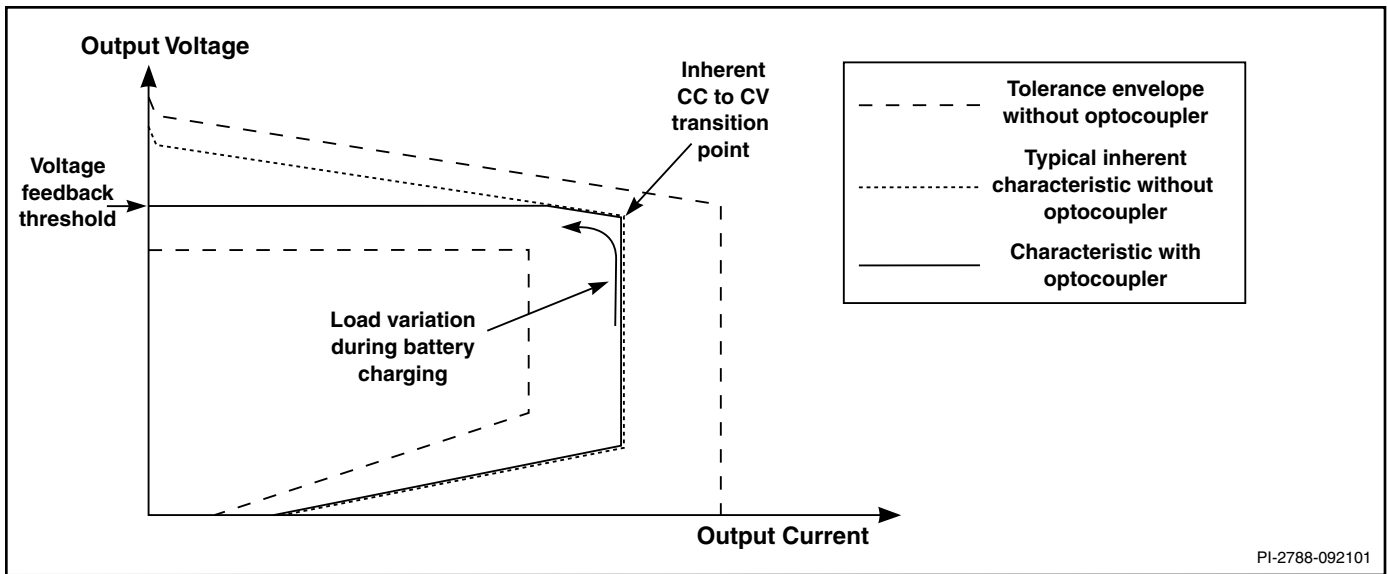 Output Voltage
Inherent
CC to CV
transition
point
Voltage
feedback
threshold
Load variation
during battery
charging
Output Current
Tolerance envelope
without optocoupler
Typical inherent
characteristic without
optocoupler
Characteristic with
optocoupler
PI-2788-092101